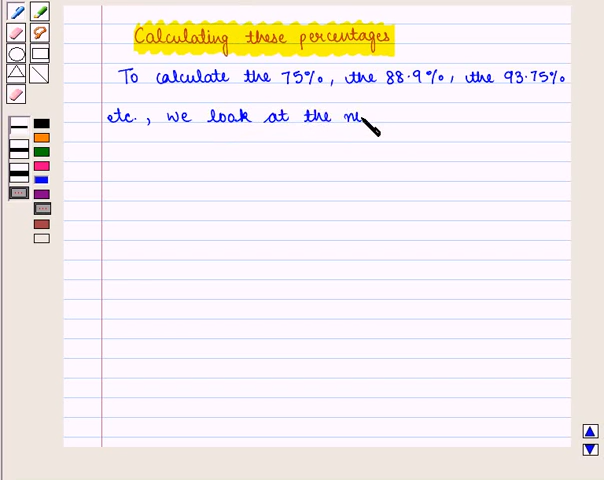 Calculating these percentages
To calculate the 75%, the 88.9%, the 93.75%
etc., we look at the